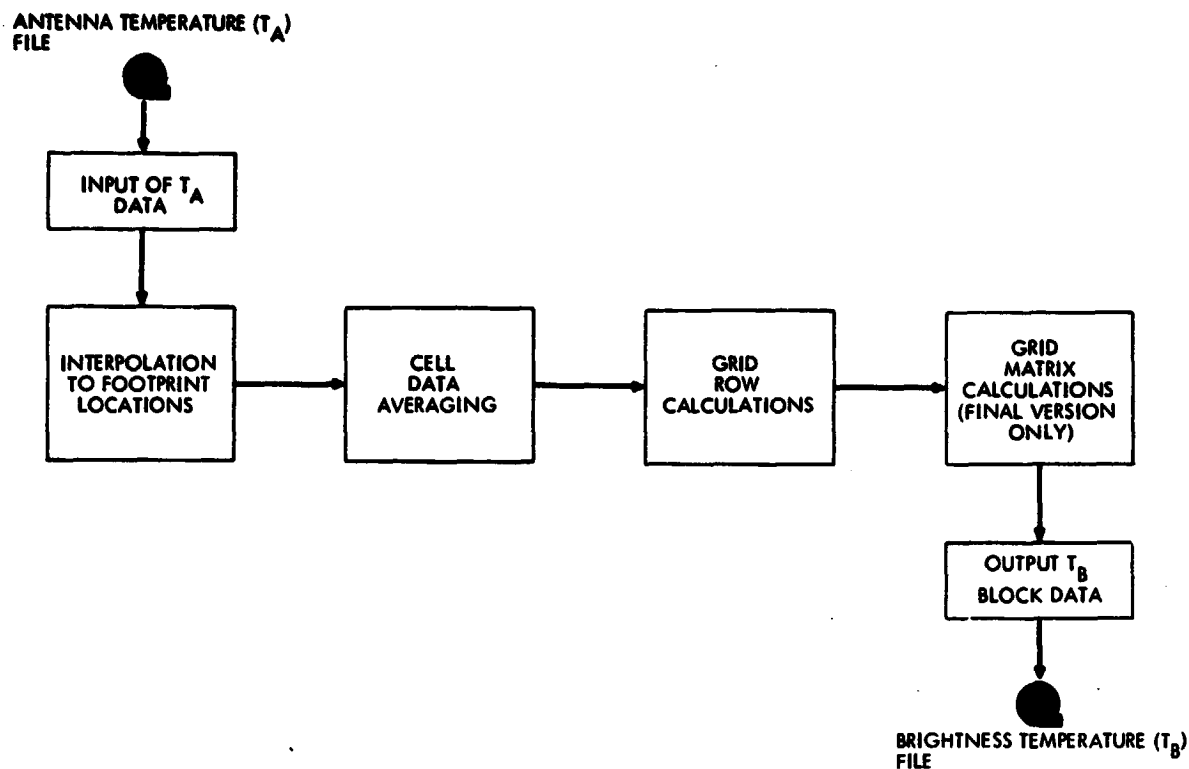 ANTENNA TEMPERATURE (TA)
FILE
INPUT OF TA
DATA
INTERPOLATION
TO FOOTPRINT
LOCATIONS
CELL
DATA
AVERAGING
GRID
ROW
CALCULATIONS
GRID
MATRIX
CALCULATIONS
(FINAL VERSION
ONLY)
OUTPUT TB
BLOCK DATA
BRIGHTNESS TEMPERATURE (TB)
FILE